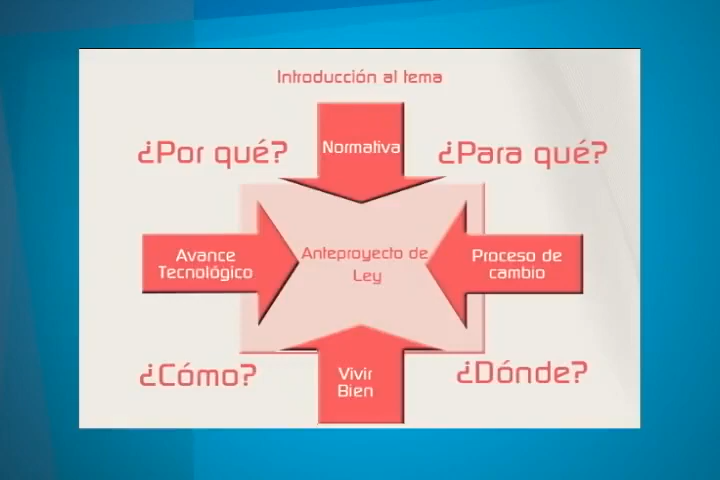 Introducción al tema
¿Por qué?
Normativa
¿Para qué?
Avance
Tecnológico
Anteproyecto de
Ley
Proceso de
cambio
¿Cómo?
Vivir
Bien
¿Dónde?